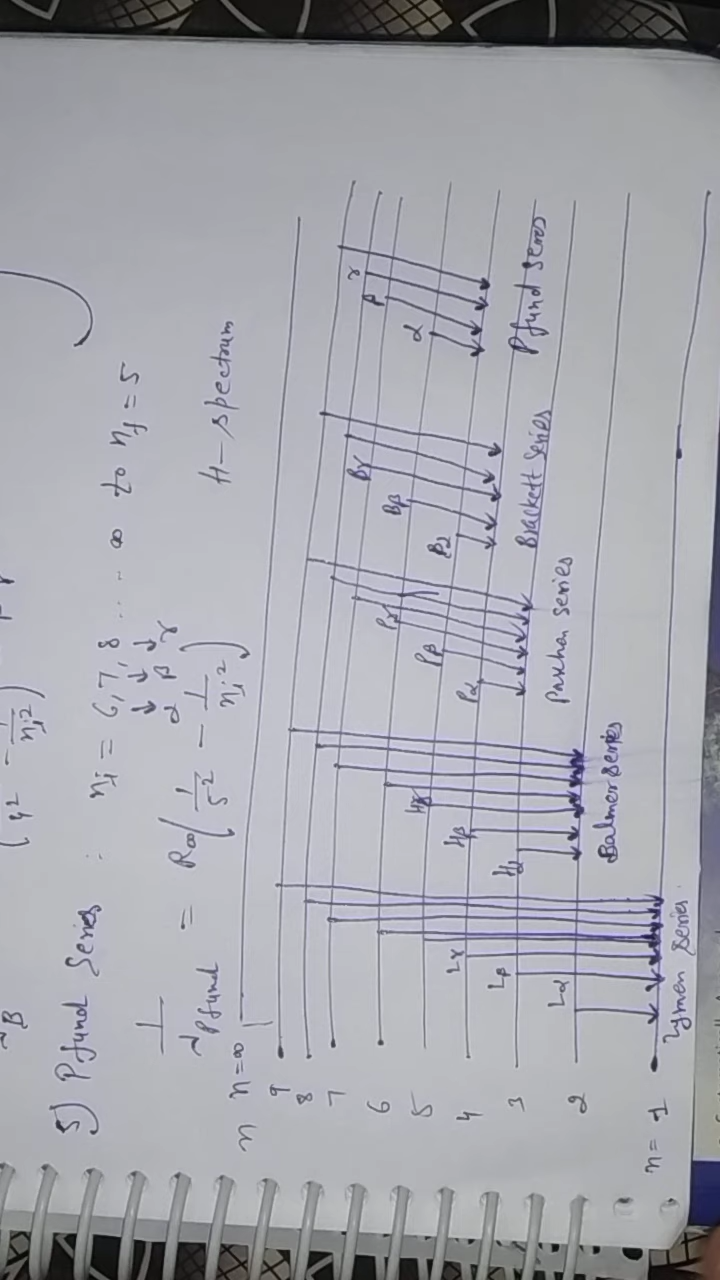 5) Pfund Series : nᵢ = 6, 7, 8 . . . . ∞ to n_f = 5
↓ ↓ ↓
α β γ
1/λ Pfund = R∞ (1/5² - 1/nᵢ²)
H- spectrum
n n=∞
9
8
7
6
5
4
3
2
n = 1
Lα Lβ Lγ
Hα Hβ Hγ
Pα Pβ Pγ
Bα Bβ Bγ
α β γ
Lymen Series.
Balmer series
Paschan series
Brackett series
Pfund series